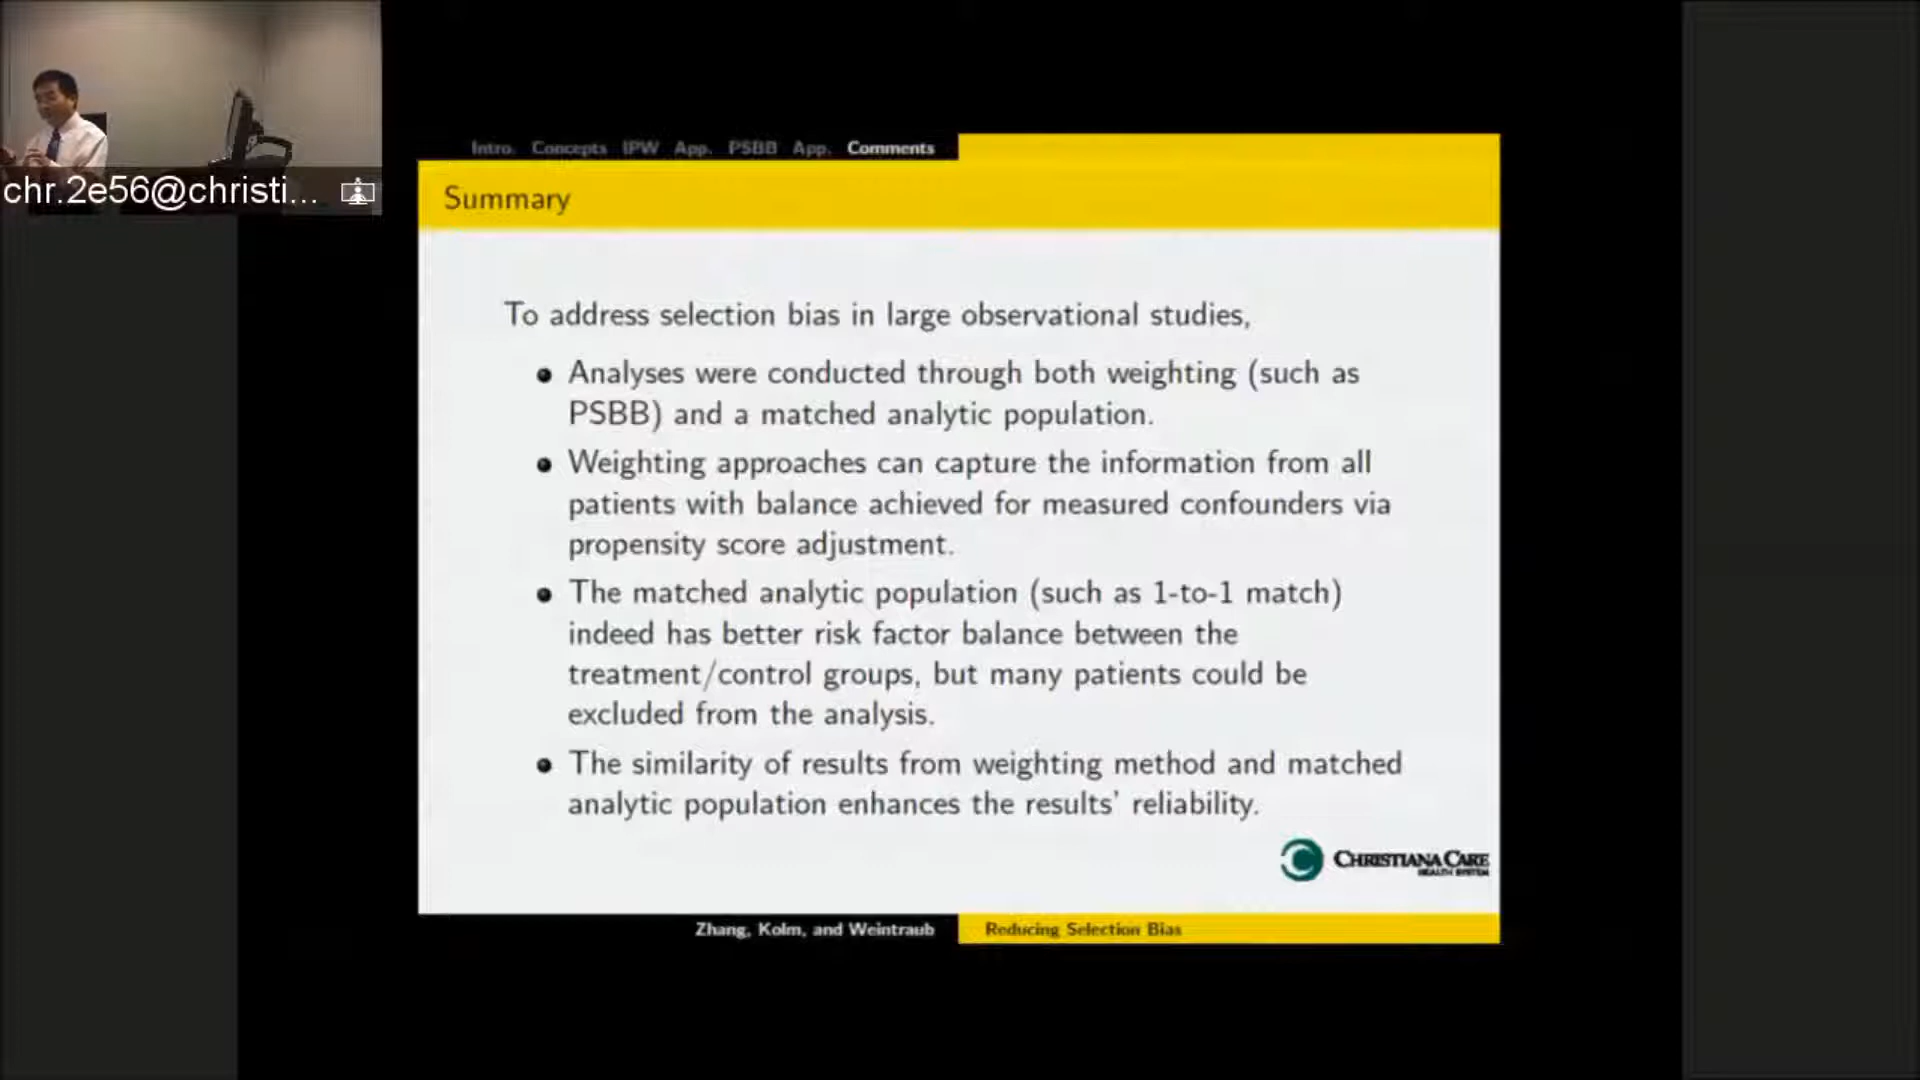 chr.2e56@christi...
Intro. Concepts IPW App. PSBB App. Comments
Summary
To address selection bias in large observational studies,
Analyses were conducted through both weighting (such as
PSBB) and a matched analytic population.
Weighting approaches can capture the information from all
patients with balance achieved for measured confounders via
propensity score adjustment.
The matched analytic population (such as 1-to-1 match)
indeed has better risk factor balance between the
treatment/control groups, but many patients could be
excluded from the analysis.
The similarity of results from weighting method and matched
analytic population enhances the results' reliability.
CHRISTIANA CARE
HEALTH SYSTEM
Zhang, Kolm, and Weintraub
Reducing Selection Bias